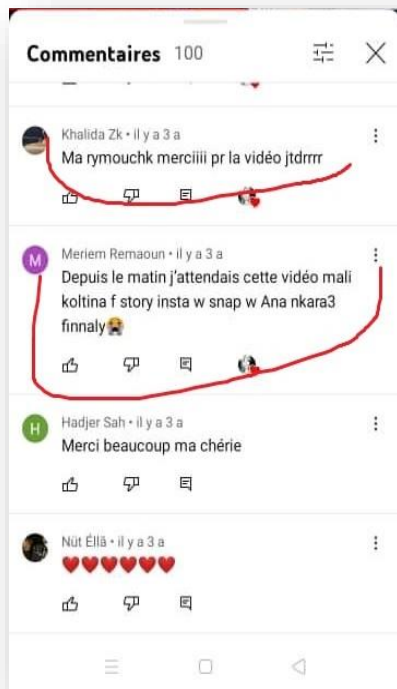 Commentaires 100
Khalida Zk • il y a 3 a
Ma rymouchk merciiii pr la vidéo jtdrrrr
M
Meriem Remaoun • il y a 3 a
Depuis le matin j'attendais cette vidéo mali
koltina f story insta w snap w Ana nkara3
finnaly😭
H
Hadjer Sah • il y a 3 a
Merci beaucoup ma chérie
Nüt Éllã • il y a 3 a
❤️❤️❤️❤️❤️❤️